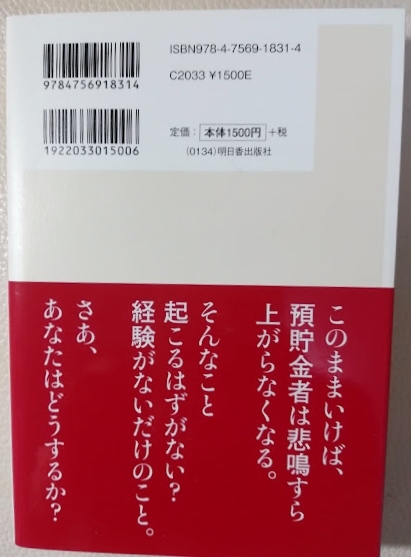 ISBN978-4-7569-1831-4
C2033 ¥1500E
9784756918314
定価：本体1500円+税
(0134)明日香出版社
1922033015006
このままいけば、
預貯金者は悲鳴すら
上がらなくなる。
そんなこと
起こるはずがない？
経験がないだけのこと。
さあ、
あなたはどうするか？